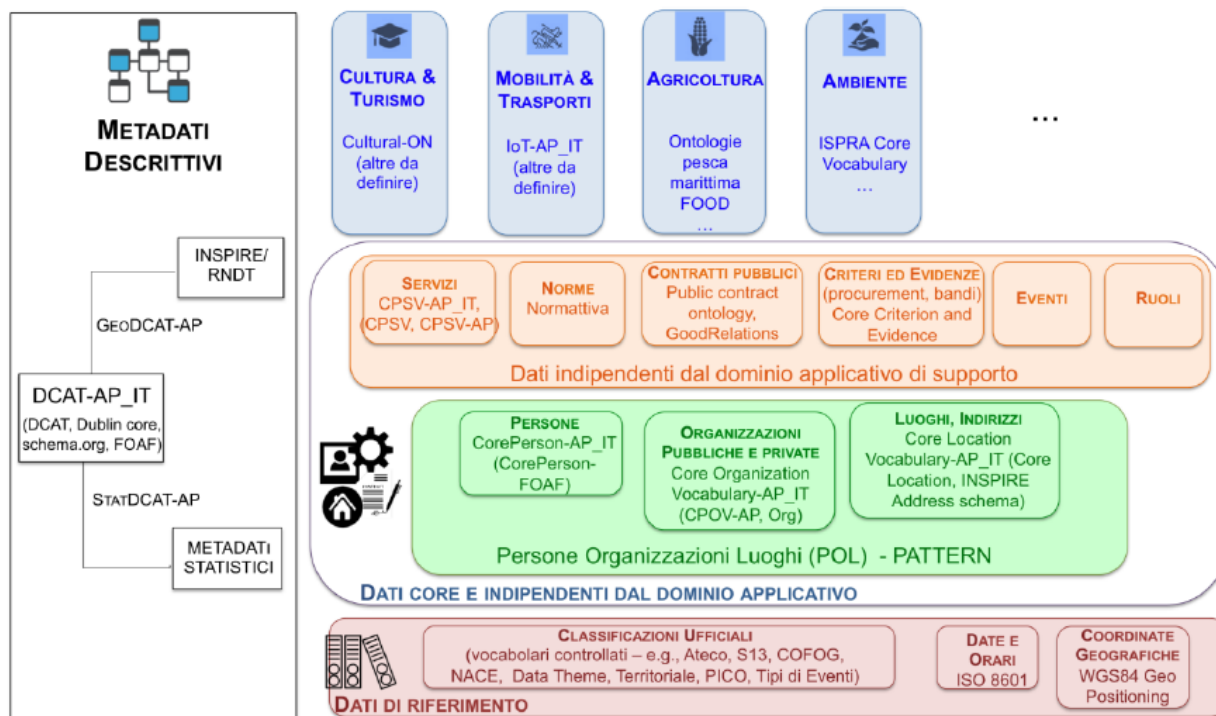 METADATI
DESCRITTIVI
INSPIRE/
RNDT
GEODCAT-AP
DCAT-AP_IT
(DCAT, Dublin core,
schema.org, FOAF)
STATDCAT-AP
METADATI
STATISTICI
CULTURA &
TURISMO
Cultural-ON
(altre da
definire)
MOBILITÀ &
TRASPORTI
IoT-AP_IT
(altre da
definire)
AGRICOLTURA
Ontologie
pesca
marittima
FOOD
...
AMBIENTE
ISPRA Core
Vocabulary
...
...
SERVIZI
CPSV-AP_IT,
(CPSV, CPSV-AP)
NORME
Normattiva
CONTRATTI PUBBLICI
Public contract
ontology,
GoodRelations
CRITERI ED EVIDENZE
(procurement, bandi)
Core Criterion and
Evidence
EVENTI
RUOLI
Dati indipendenti dal dominio applicativo di supporto
PERSONE
CorePerson-AP_IT
(CorePerson-
FOAF)
ORGANIZZAZIONI
PUBBLICHE E PRIVATE
Core Organization
Vocabulary-AP_IT
(CPOV-AP, Org)
LUOGHI, INDIRIZZI
Core Location
Vocabulary-AP_IT (Core
Location, INSPIRE
Address schema)
Persone Organizzazioni Luoghi (POL) - PATTERN
DATI CORE E INDIPENDENTI DAL DOMINIO APPLICATIVO
CLASSIFICAZIONI UFFICIALI
(vocabolari controllati – e.g., Ateco, S13, COFOG,
NACE, Data Theme, Territoriale, PICO, Tipi di Eventi)
DATE E
ORARI
ISO 8601
COORDINATE
GEOGRAFICHE
WGS84 Geo
Positioning
DATI DI RIFERIMENTO